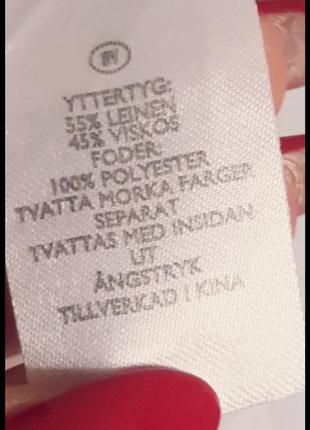 YTTERTYG:
55% LEINEN
45% VISKOS
FODER:
100% POLYESTER
TVATTA MORKA FARGER
SEPARAT
TVATTAS MED INSIDAN
UT
ÅNGSTRYK
TILLVERKAD I KINA